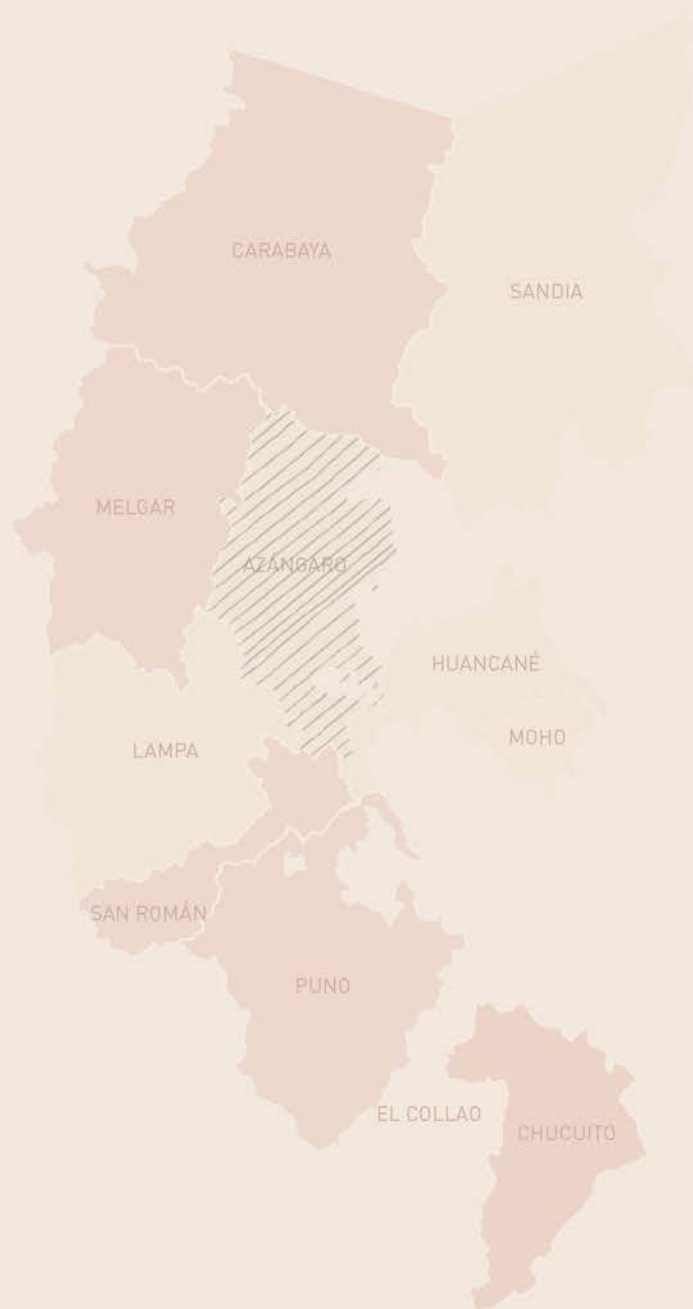 CARABAYA
SANDIA
MELGAR
AZÁNGARO
HUANCANÉ
MOHO
LAMPA
SAN ROMÁN
PUNO
EL COLLAO
CHUCUITO